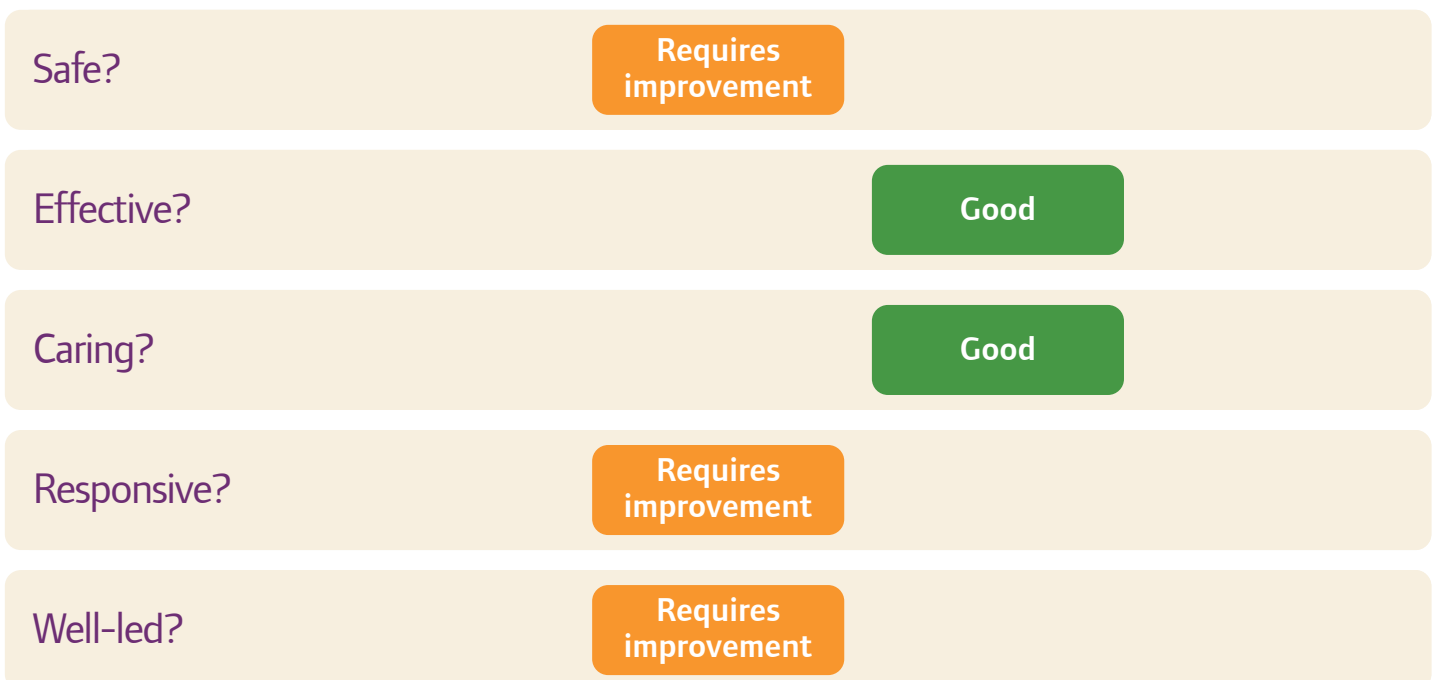 Safe?
Requires
improvement
Effective?
Good
Caring?
Good
Responsive?
Requires
improvement
Well-led?
Requires
improvement